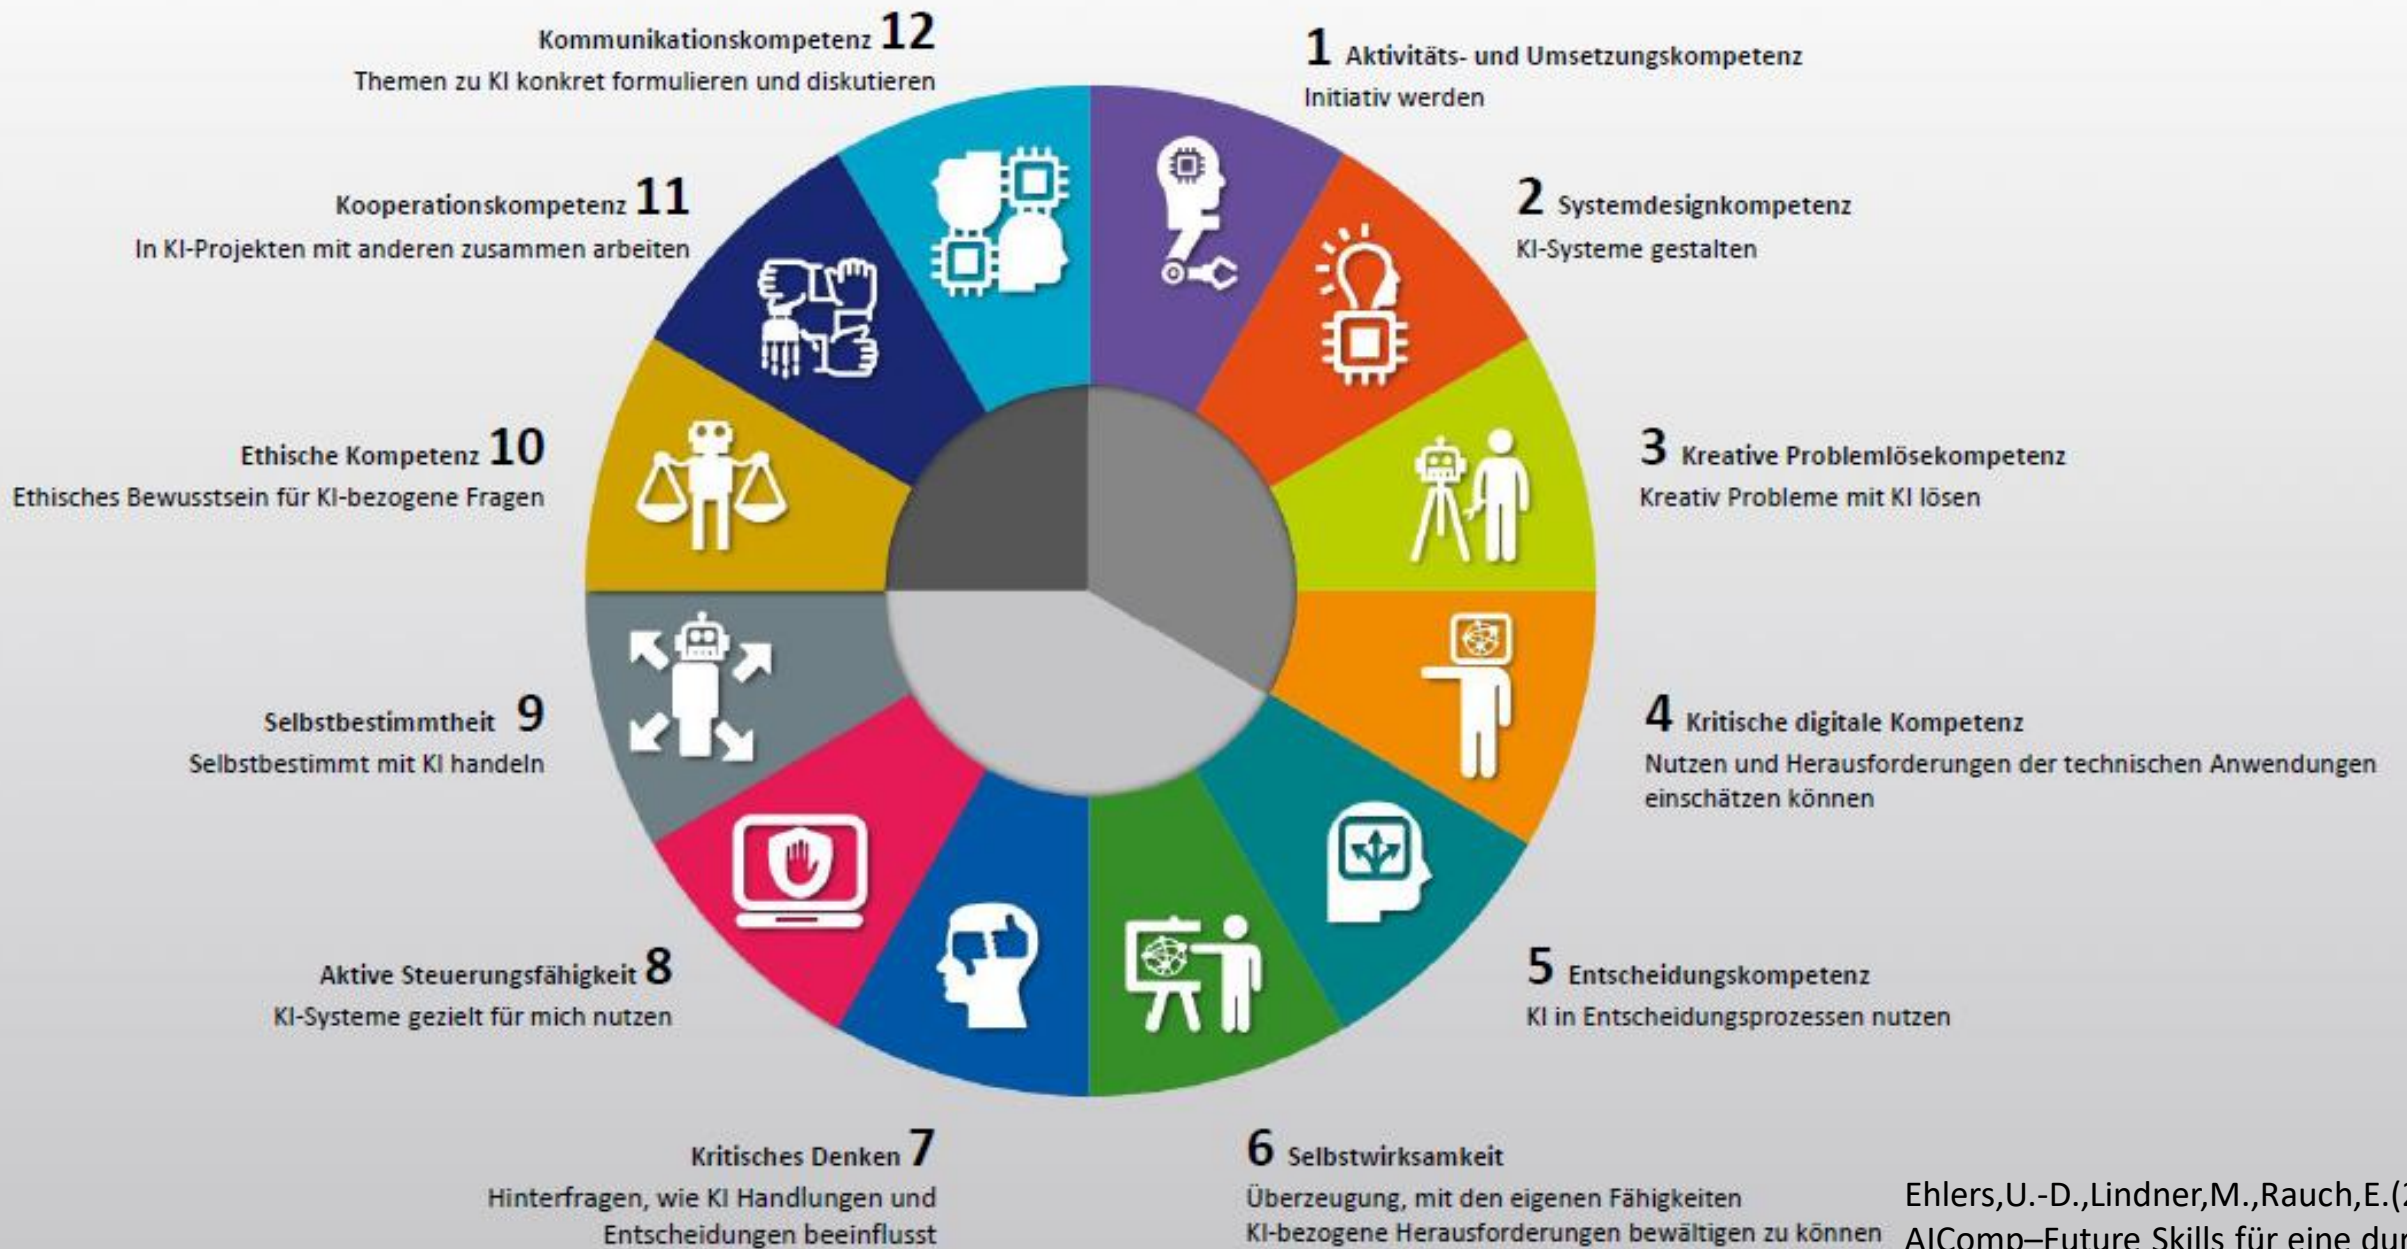 1 Aktivitäts- und Umsetzungskompetenz
Initiativ werden
2 Systemdesignkompetenz
KI-Systeme gestalten
3 Kreative Problemlösekompetenz
Kreativ Probleme mit KI lösen
4 Kritische digitale Kompetenz
Nutzen und Herausforderungen der technischen Anwendungen
einschätzen können
5 Entscheidungskompetenz
KI in Entscheidungsprozessen nutzen
6 Selbstwirksamkeit
Überzeugung, mit den eigenen Fähigkeiten
KI-bezogene Herausforderungen bewältigen zu können
Kritisches Denken 7
Hinterfragen, wie KI Handlungen und
Entscheidungen beeinflusst
Aktive Steuerungsfähigkeit 8
KI-Systeme gezielt für mich nutzen
Selbstbestimmtheit 9
Selbstbestimmt mit KI handeln
Ethische Kompetenz 10
Ethisches Bewusstsein für KI-bezogene Fragen
Kooperationskompetenz 11
In KI-Projekten mit anderen zusammen arbeiten
Kommunikationskompetenz 12
Themen zu KI konkret formulieren und diskutieren
Ehlers,U.-D.,Lindner,M.,Rauch,E.(
AIComp–Future Skills für eine